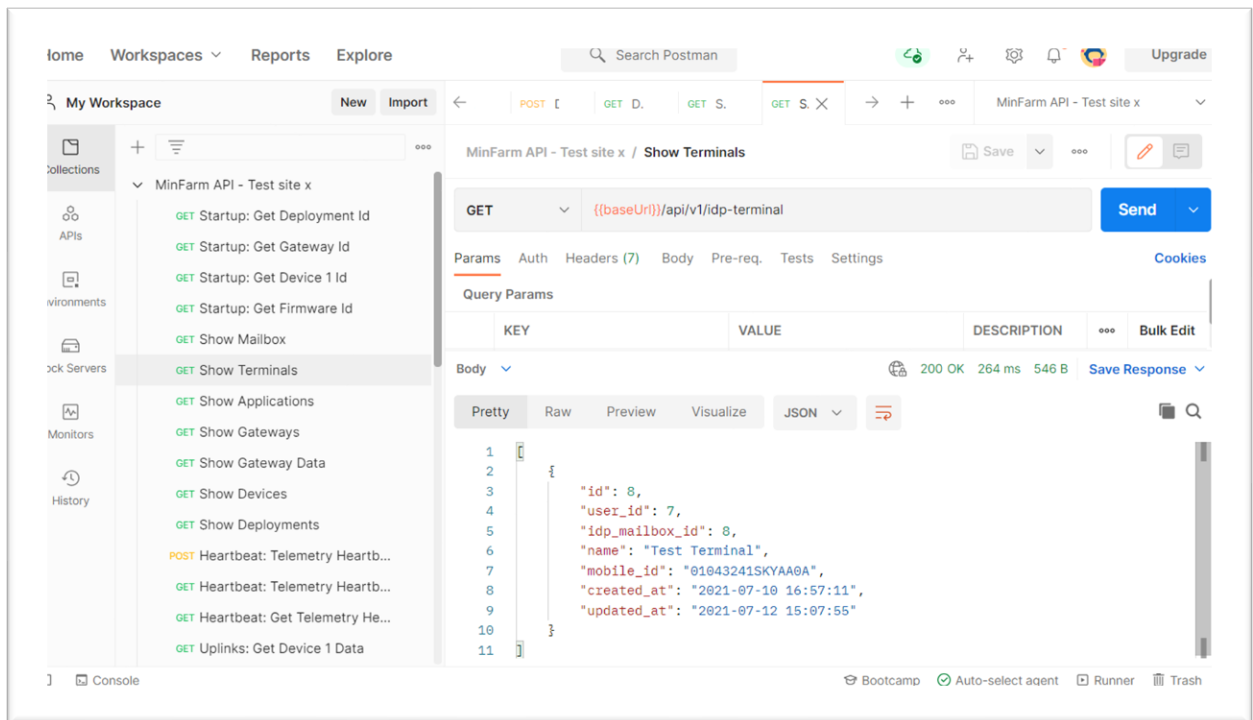 Home Workspaces Reports Explore Search Postman Upgrade
My Workspace New Import
POST GET D. GET S. GET S. MinFarm API - Test site x
Collections
APIs
Environments
Mock Servers
Monitors
History
MinFarm API - Test site x
GET Startup: Get Deployment Id
GET Startup: Get Gateway Id
GET Startup: Get Device 1 Id
GET Startup: Get Firmware Id
GET Show Mailbox
GET Show Terminals
GET Show Applications
GET Show Gateways
GET Show Gateway Data
GET Show Devices
GET Show Deployments
POST Heartbeat: Telemetry Heartb...
GET Heartbeat: Telemetry Heartb...
GET Heartbeat: Get Telemetry He...
GET Uplinks: Get Device 1 Data
MinFarm API - Test site x / Show Terminals Save
GET {{baseUrl}}/api/v1/idp-terminal Send
Params Auth Headers (7) Body Pre-req. Tests Settings Cookies
Query Params
KEY VALUE DESCRIPTION Bulk Edit
Body 200 OK 264 ms 546 B Save Response
Pretty Raw Preview Visualize JSON
1 [
2 {
3 "id": 8,
4 "user_id": 7,
5 "idp_mailbox_id": 8,
6 "name": "Test Terminal",
7 "mobile_id": "01043241SKYAA0A",
8 "created_at": "2021-07-10 16:57:11",
9 "updated_at": "2021-07-12 15:07:55"
10 }
11 ]
Console Bootcamp Auto-select agent Runner Trash